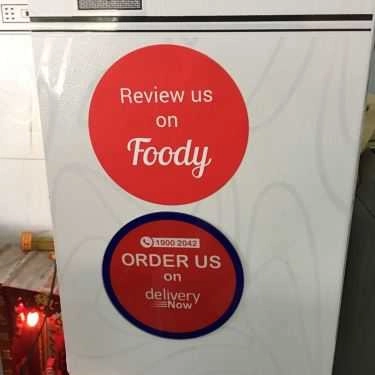 Review us
on
Foody
1900 2042
ORDER US
on
delivery
Now